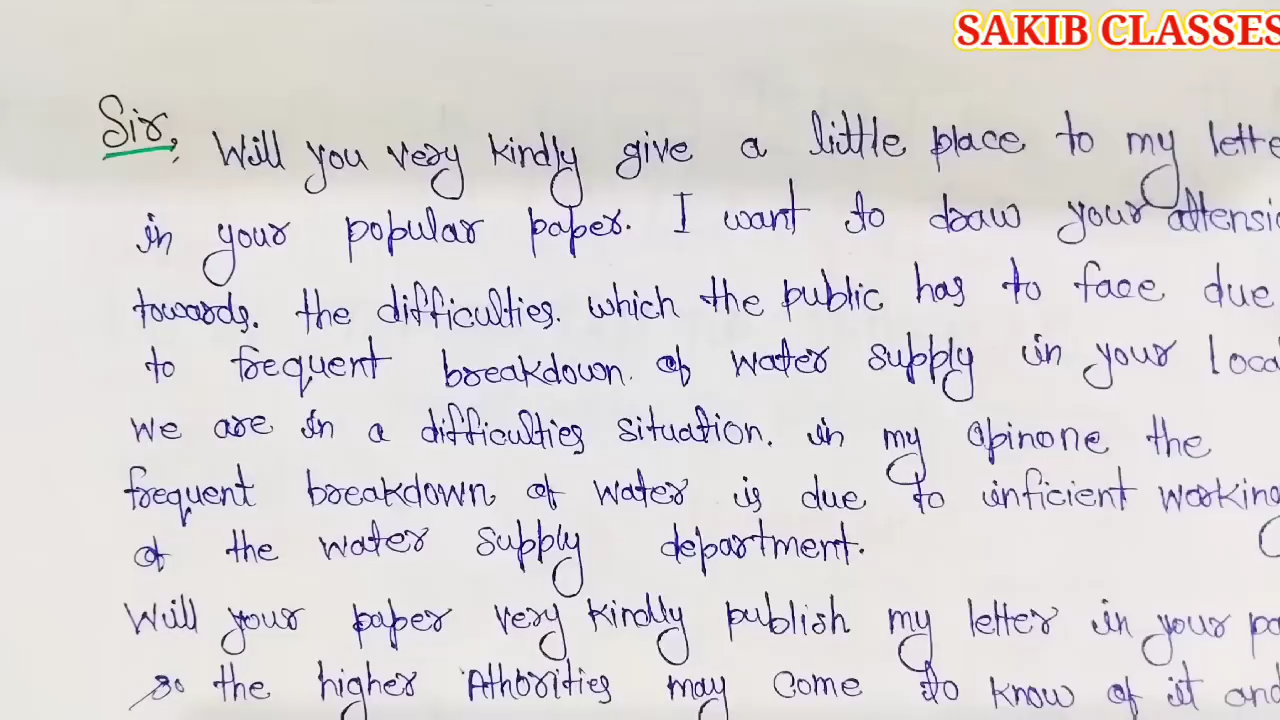 SAKIB CLASSES
Sir, Will you very kindly give a little place to my lette
in your popular paper. I want to draw your attensi
towards. the difficulties. which the public has to face due
to frequent breakdown. of water supply in your loca
We are in a difficulties situation. in my opinone the
frequent breakdown of water is due to inficient working
of the water supply department.
Will your paper very kindly publish my letter in your pa
so the higher Athorities may come to know of it and